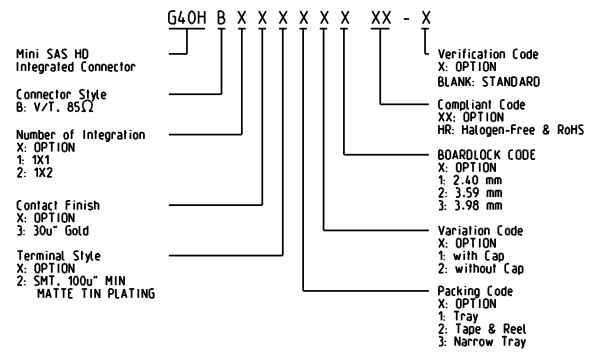 G40H B X X X X X X XX - X
Mini SAS HD
Integrated Connector
Connector Style
B: V/T, 85Ω
Number of Integration
X: OPTION
1: 1X1
2: 1X2
Contact Finish
X: OPTION
3: 30u" Gold
Terminal Style
X: OPTION
2: SMT, 100u" MIN
MATTE TIN PLATING
Verification Code
X: OPTION
BLANK: STANDARD
Compliant Code
XX: OPTION
HR: Halogen-Free & RoHS
BOARDLOCK CODE
X: OPTION
1: 2.40 mm
2: 3.59 mm
3: 3.98 mm
Variation Code
X: OPTION
1: with Cap
2: without Cap
Packing Code
X: OPTION
1: Tray
2: Tape & Reel
3: Narrow Tray